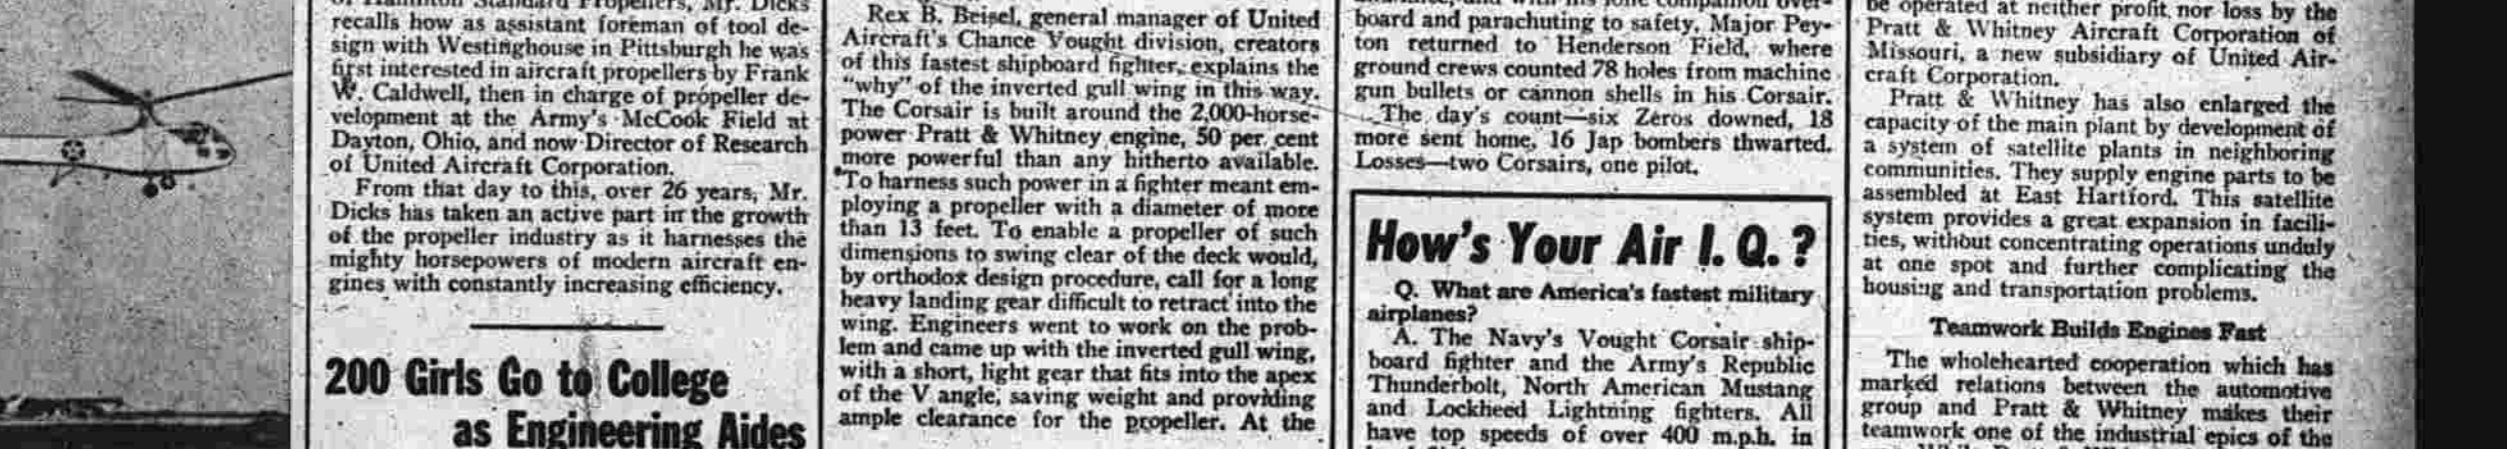 of Hamilton Standard Propellers, Mr. Dicks
recalls how as assistant foreman of tool de-
sign with Westinghouse in Pittsburgh he was
first interested in aircraft propellers by Frank
W. Caldwell, then in charge of propeller de-
velopment at the Army's McCook Field at
Dayton, Ohio, and now Director of Research
of United Aircraft Corporation.
From that day to this, over 26 years, Mr.
Dicks has taken an active part in the growth
of the propeller industry as it harnesses the
mighty horsepowers of modern aircraft en-
gines with constantly increasing efficiency.
200 Girls Go to College
as Engineering Aides
Rex B. Beisel, general manager of United
Aircraft's Chance Vought division, creators
of this fastest shipboard fighter, explains the
"why" of the inverted gull wing in this way.
The Corsair is built around the 2,000-horse-
power Pratt & Whitney engine, 50 per cent
more powerful than any hitherto available.
To harness such power in a fighter meant em-
ploying a propeller with a diameter of more
than 13 feet. To enable a propeller of such
dimensions to swing clear of the deck would,
by orthodox design procedure, call for a long
heavy landing gear difficult to retract into the
wing. Engineers went to work on the prob-
lem and came up with the inverted gull wing,
with a short, light gear that fits into the apex
of the V angle, saving weight and providing
ample clearance for the propeller. At the
board and parachuting to safety, Major Pey-
ton returned to Henderson Field, where
ground crews counted 78 holes from machine
gun bullets or cannon shells in his Corsair.
The day's count—six Zeros downed, 18
more sent home, 16 Jap bombers thwarted.
Losses—two Corsairs, one pilot.
How's Your Air I. Q.?
Q. What are America's fastest military
airplanes?
A. The Navy's Vought Corsair ship-
board fighter and the Army's Republic
Thunderbolt, North American Mustang
and Lockheed Lightning fighters. All
have top speeds of over 400 m.p.h. in
be operated at neither profit nor loss by the
Pratt & Whitney Aircraft Corporation of
Missouri, a new subsidiary of United Air-
craft Corporation.
Pratt & Whitney has also enlarged the
capacity of the main plant by development of
a system of satellite plants in neighboring
communities. They supply engine parts to be
assembled at East Hartford. This satellite
system provides a great expansion in facili-
ties, without concentrating operations unduly
at one spot and further complicating the
housing and transportation problems.
Teamwork Builds Engines Fast
The wholehearted cooperation which has
marked relations between the automotive
group and Pratt & Whitney makes their
teamwork one of the industrial epics of the